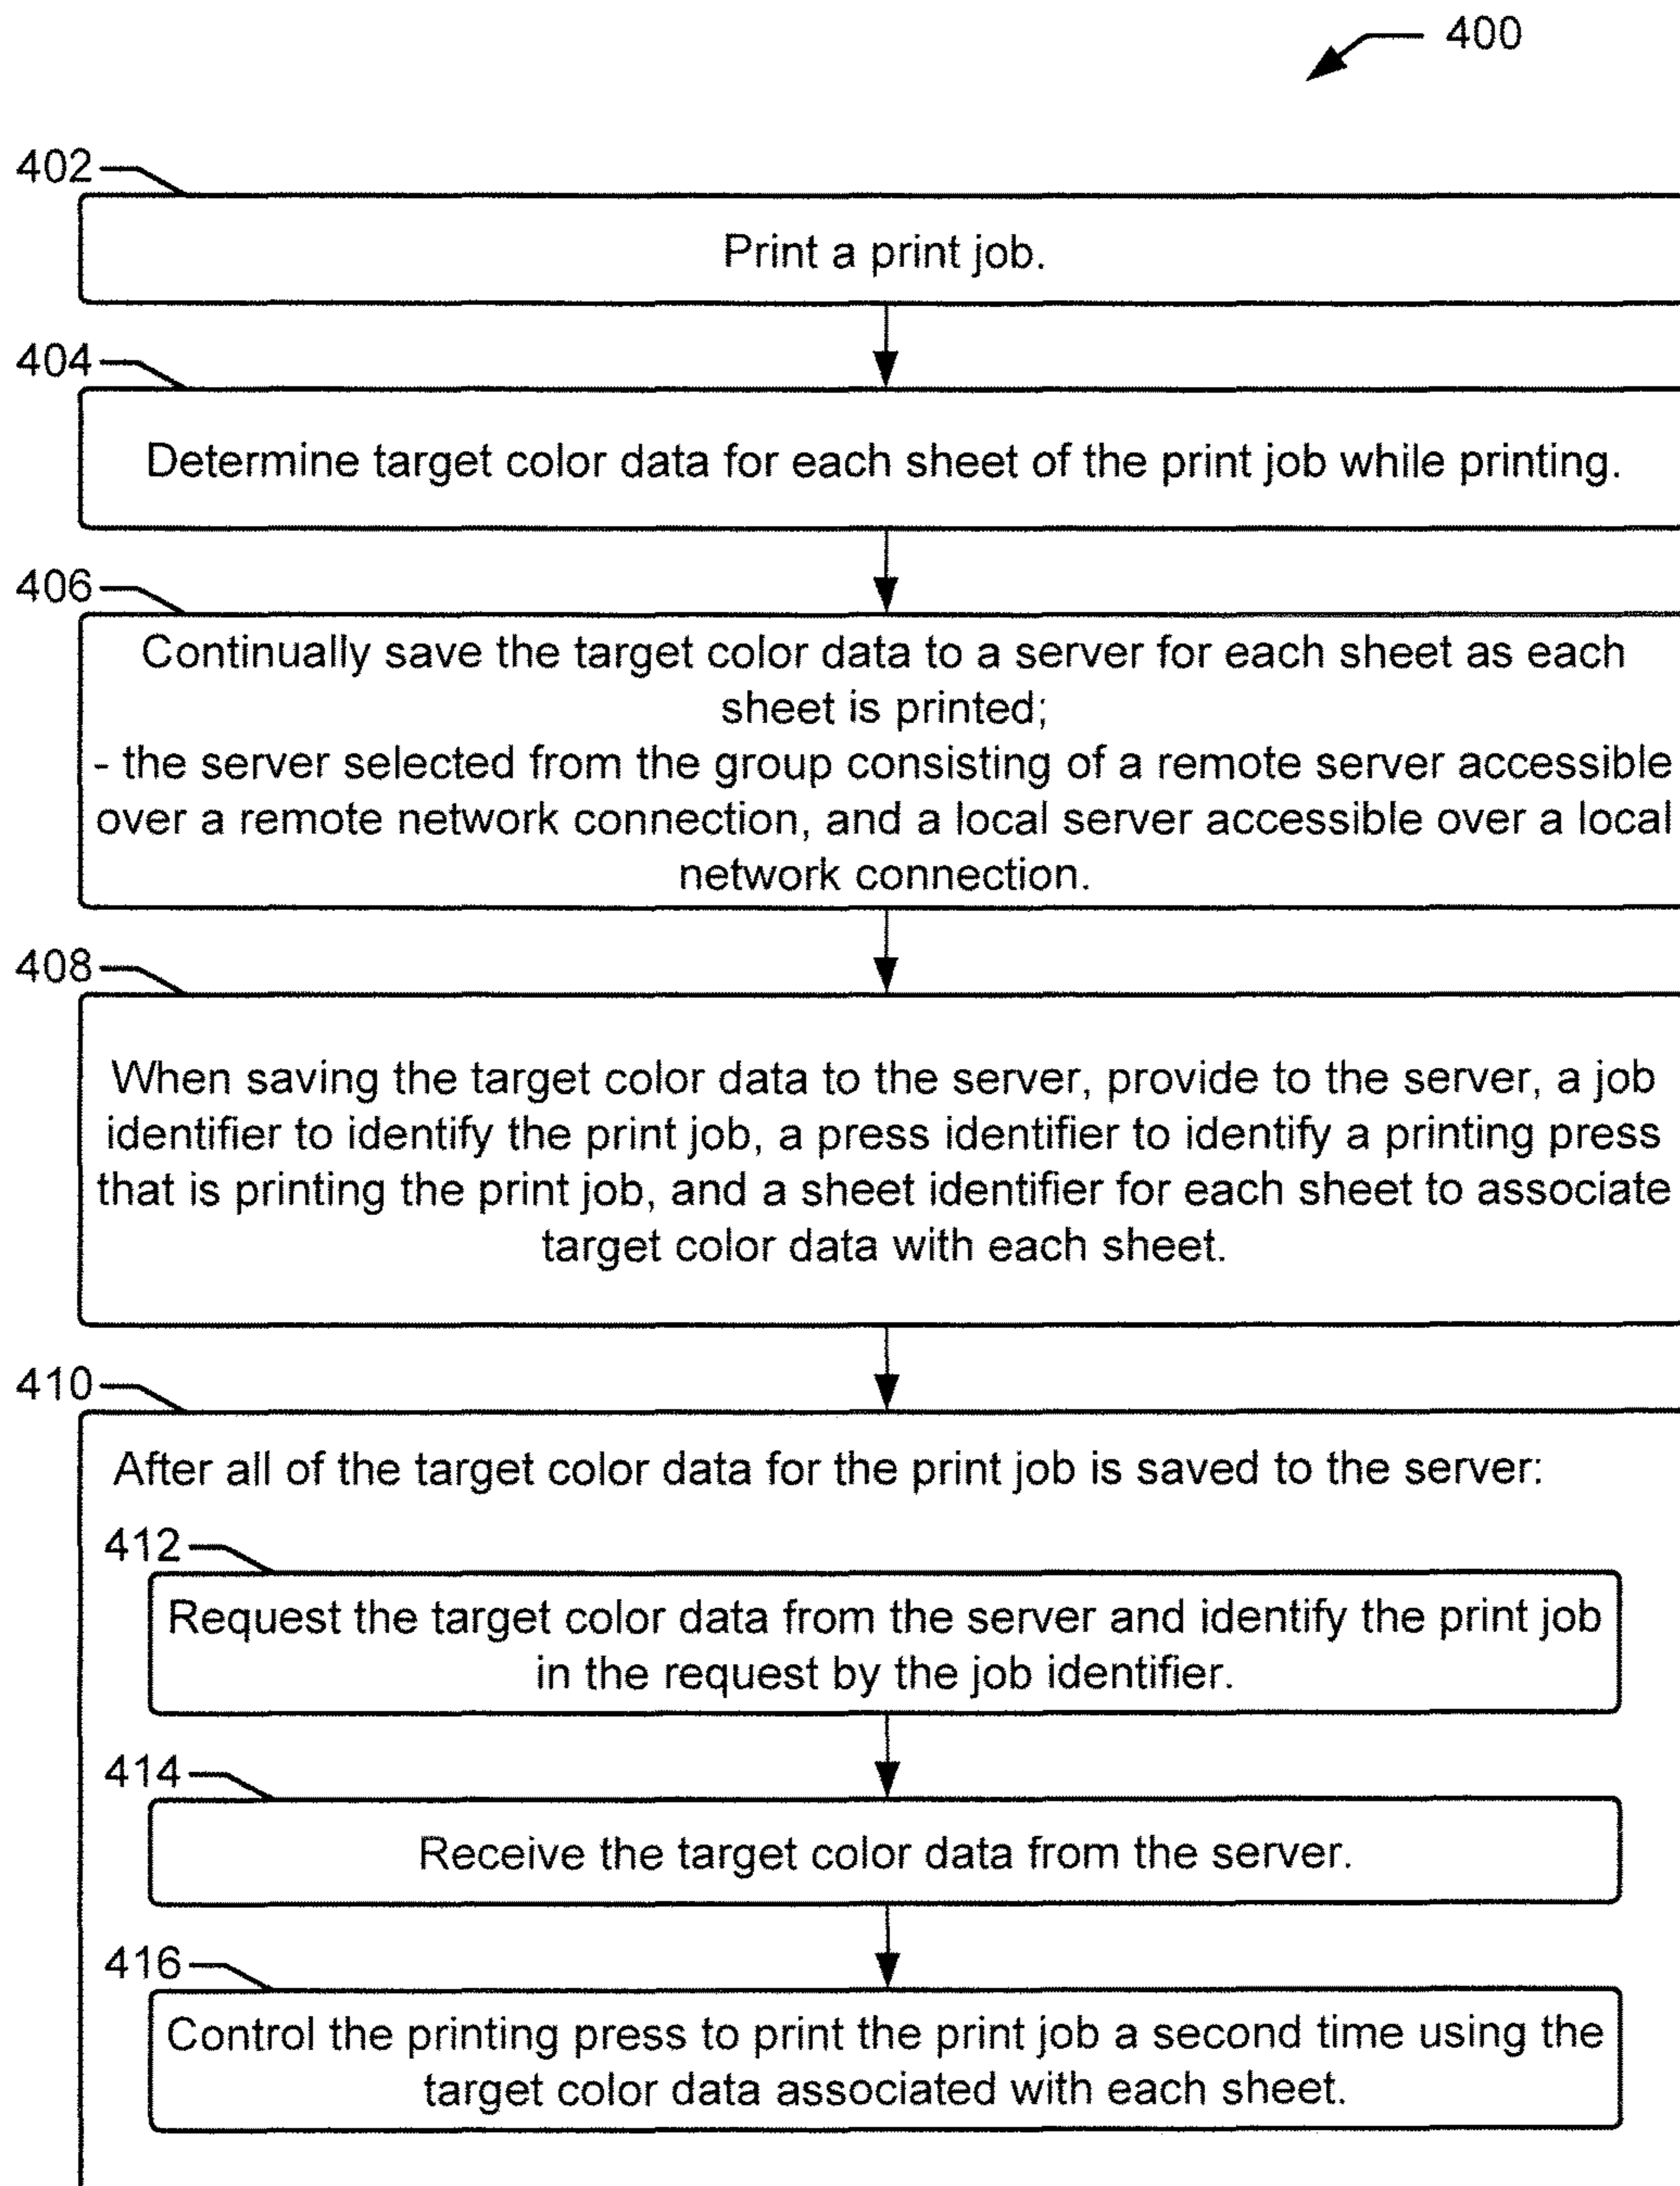 400
402
Print a print job.
404
Determine target color data for each sheet of the print job while printing.
406
Continually save the target color data to a server for each sheet as each
sheet is printed;
- the server selected from the group consisting of a remote server accessible
over a remote network connection, and a local server accessible over a local
network connection.
408
When saving the target color data to the server, provide to the server, a job
identifier to identify the print job, a press identifier to identify a printing press
that is printing the print job, and a sheet identifier for each sheet to associate
target color data with each sheet.
410
After all of the target color data for the print job is saved to the server:
412
Request the target color data from the server and identify the print job
in the request by the job identifier.
414
Receive the target color data from the server.
416
Control the printing press to print the print job a second time using the
target color data associated with each sheet.